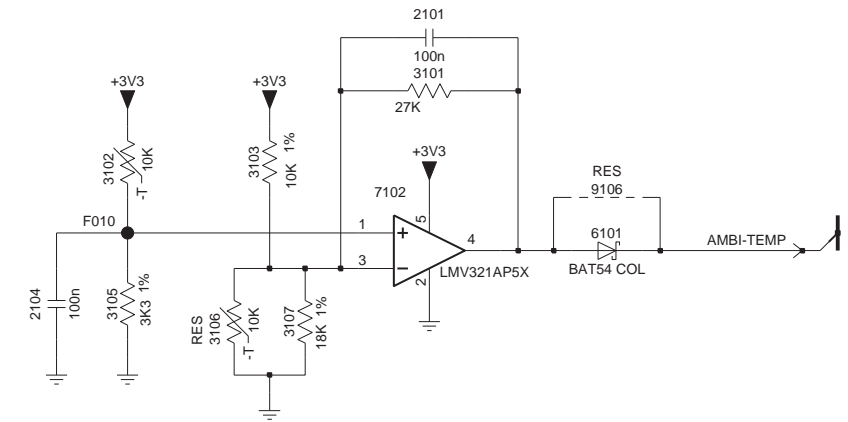 2101
100n
3101
27K
+3V3
+3V3
3102
10K
-T
3103
10K 1%
+3V3
7102
F010
1
+
5
4
3
−
2
LMV321AP5X
RES
9106
6101
BAT54 COL
AMBI-TEMP
2104
100n
3105
3K3 1%
RES
3106
10K
-T
3107
18K 1%